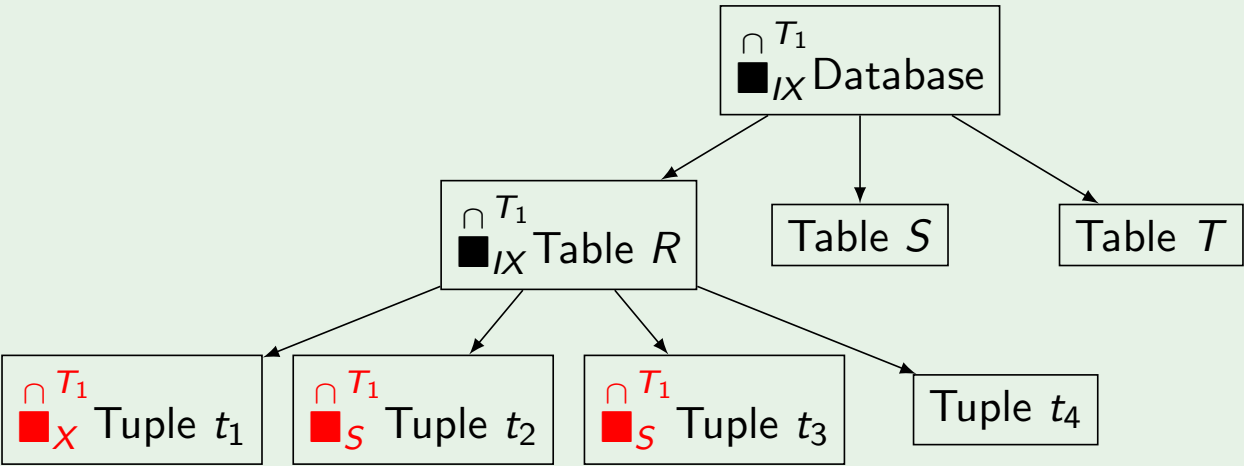 T₁
IX Database
T₁
IX Table R
Table S
Table T
T₁
X Tuple t₁
T₁
S Tuple t₂
T₁
S Tuple t₃
Tuple t₄